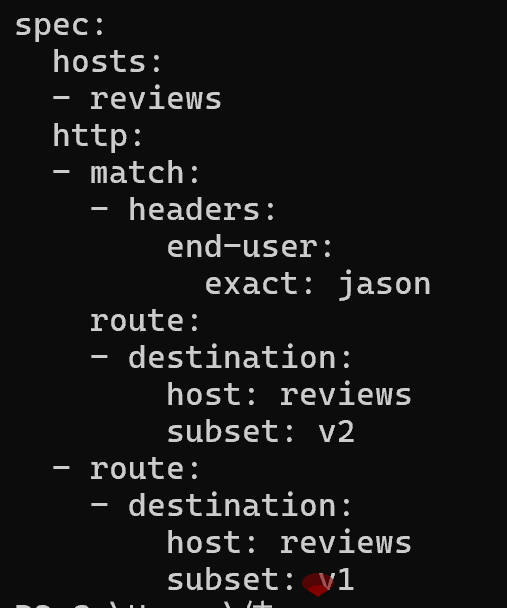 spec:
  hosts:
  - reviews
  http:
  - match:
    - headers:
        end-user:
          exact: jason
    route:
    - destination:
        host: reviews
        subset: v2
  - route:
    - destination:
        host: reviews
        subset: v1